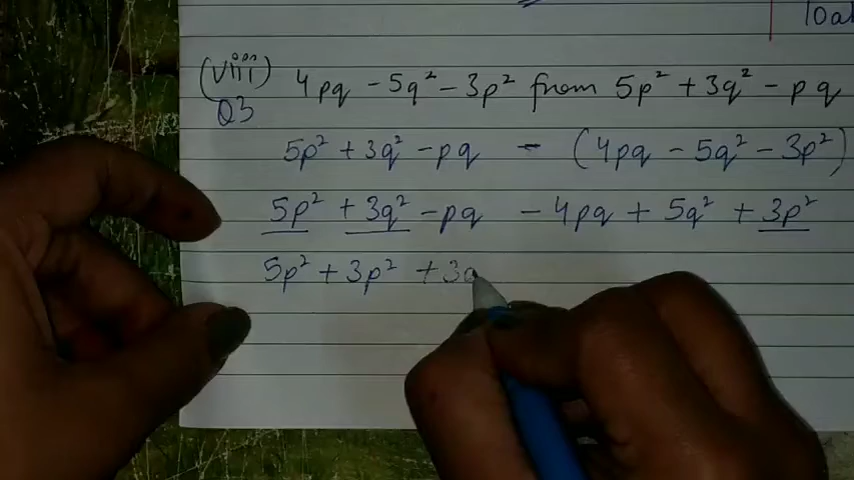 10a
(viii) 4pq - 5q² - 3p² from 5p² + 3q² - pq
Q3
5p² + 3q² - pq - (4pq - 5q² - 3p²)
5p² + 3q² - pq - 4pq + 5q² + 3p²
5p² + 3p² + 3q